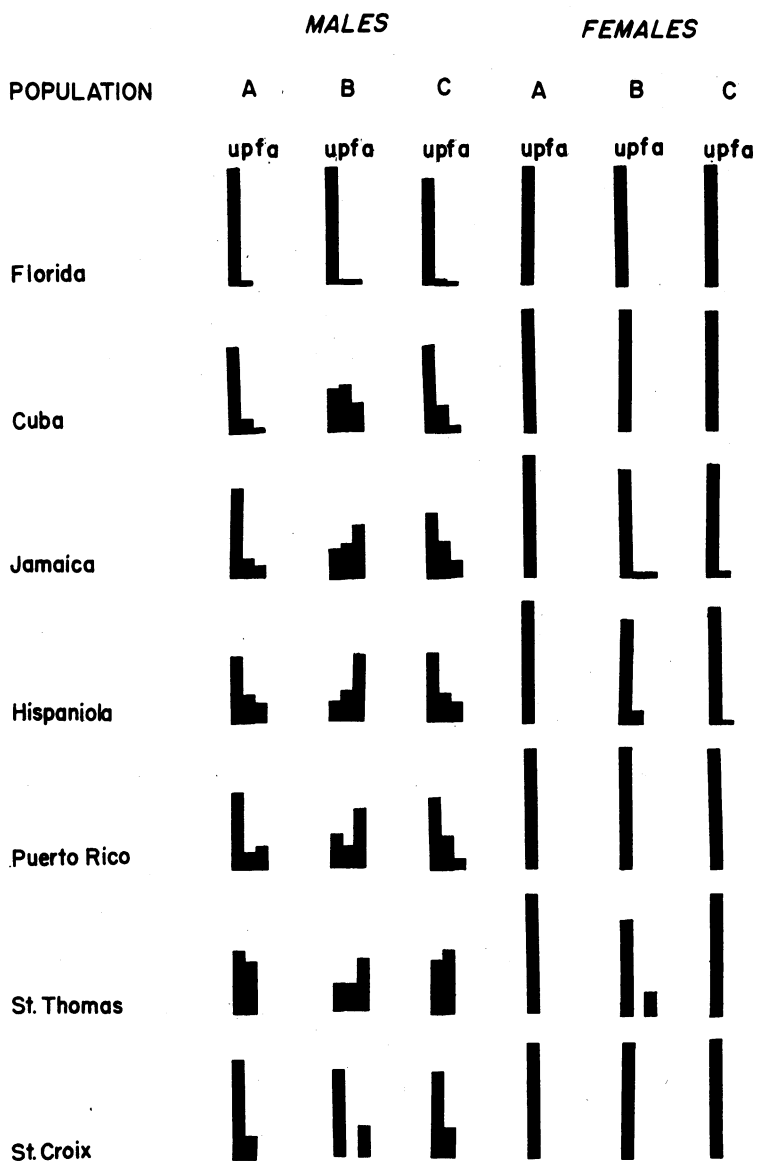 MALES FEMALES
POPULATION A B C A B C
upfa upfa upfa upfa upfa upfa
Florida
Cuba
Jamaica
Hispaniola
Puerto Rico
St. Thomas
St. Croix